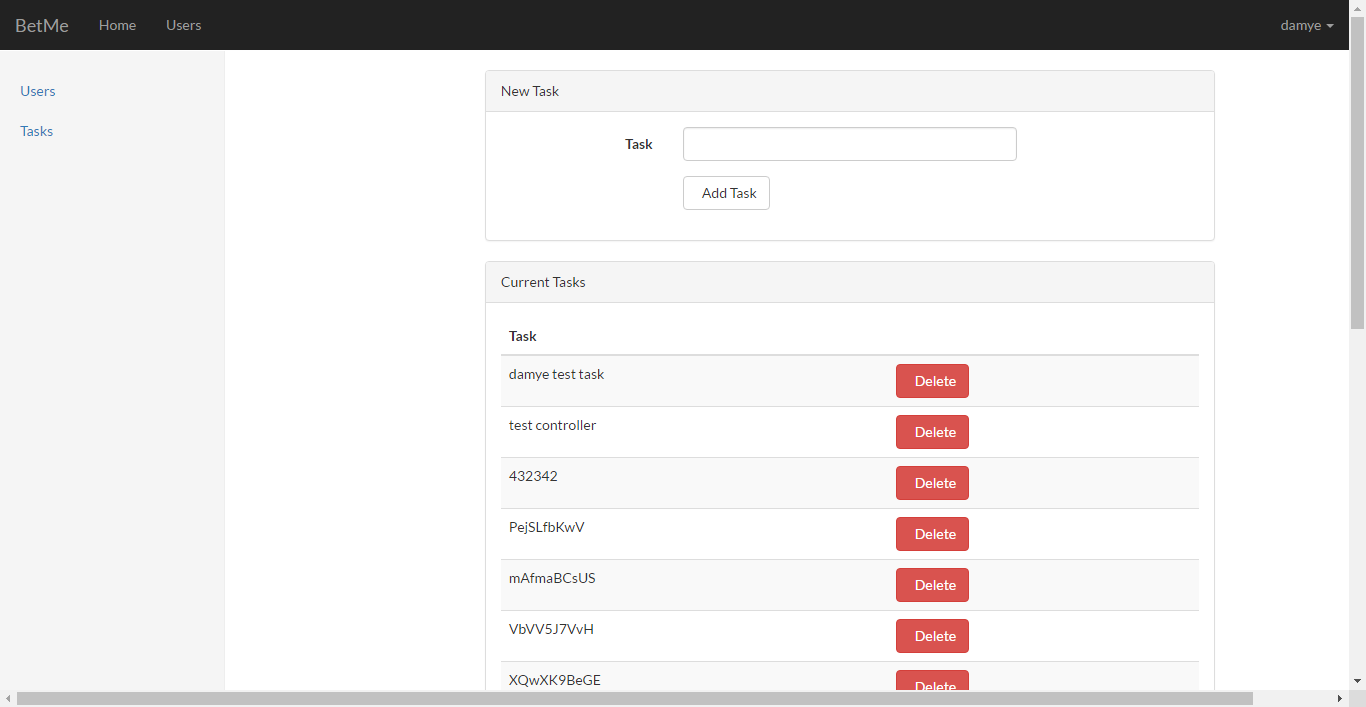 BetMe Home Users damye
Users
Tasks
New Task
Task
Add Task
Current Tasks
Task
damye test task Delete
test controller Delete
432342 Delete
PejSLfbKwV Delete
mAfmaBCsUS Delete
VbVV5J7VvH Delete
XQwXK9BeGE Delete